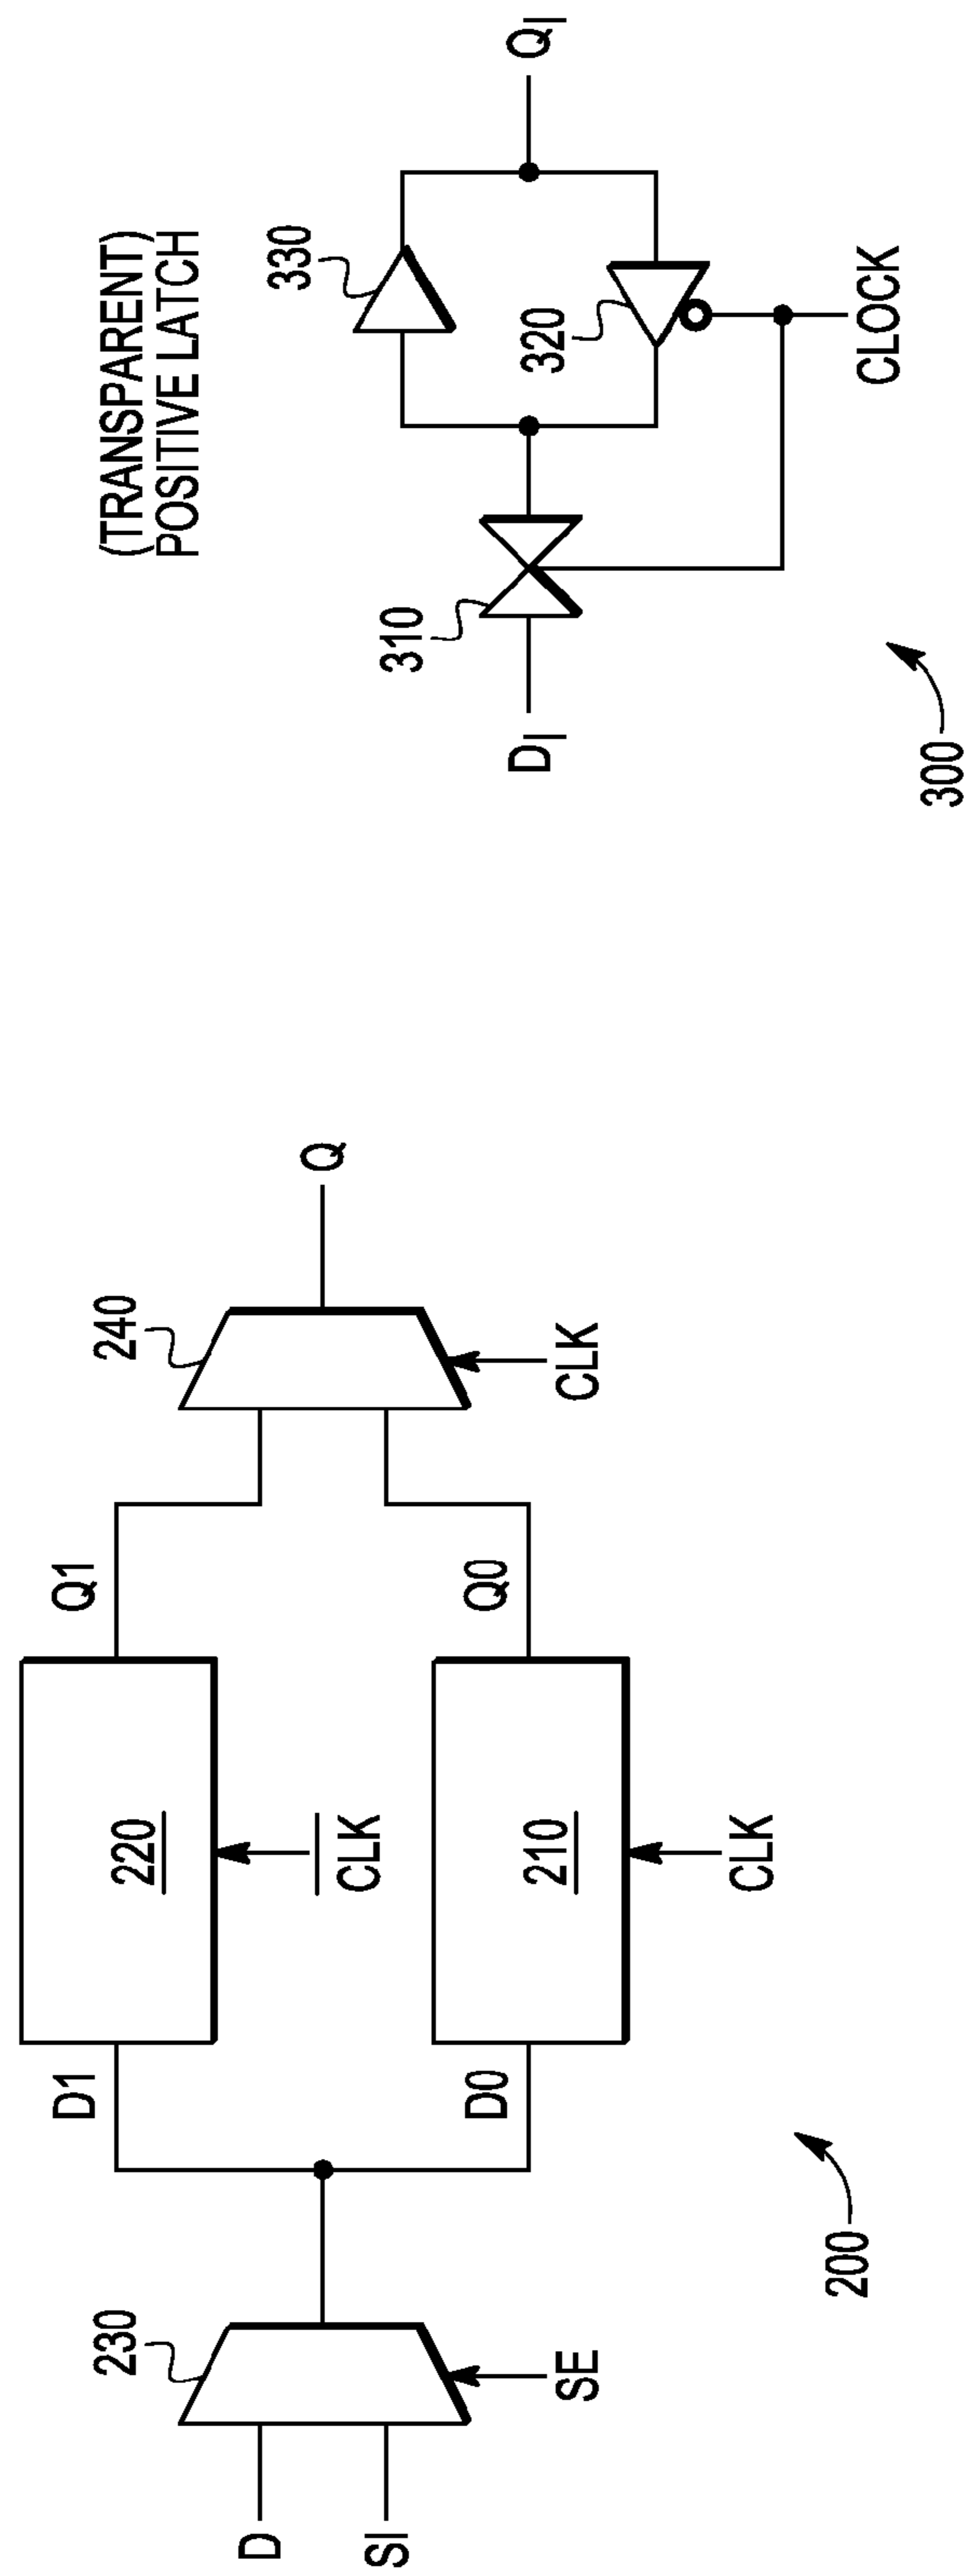 230
D
SI
SE
D1
220
C̅L̅K̅
Q1
D0
210
CLK
Q0
240
CLK
Q
200
(TRANSPARENT)
POSITIVE LATCH
310
DI
330
320
QI
CLOCK
300